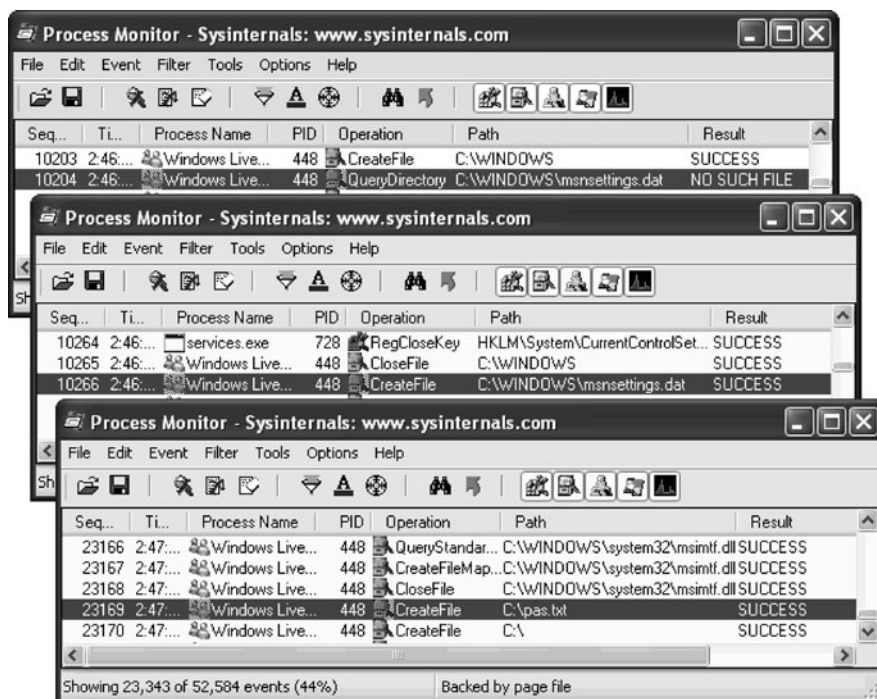 Process Monitor - Sysinternals: www.sysinternals.com
File Edit Event Filter Tools Options Help
Seq... Ti... Process Name PID Operation Path Result
10203 2:46:... Windows Live... 448 CreateFile C:\WINDOWS SUCCESS
10204 2:46:... Windows Live... 448 QueryDirectory C:\WINDOWS\msnsettings.dat NO SUCH FILE
Sh
Process Monitor - Sysinternals: www.sysinternals.com
File Edit Event Filter Tools Options Help
Seq... Ti... Process Name PID Operation Path Result
10264 2:46:... services.exe 728 RegCloseKey HKLM\System\CurrentControlSet... SUCCESS
10265 2:46:... Windows Live... 448 CloseFile C:\WINDOWS SUCCESS
10266 2:46:... Windows Live... 448 CreateFile C:\WINDOWS\msnsettings.dat SUCCESS
Sh
Process Monitor - Sysinternals: www.sysinternals.com
File Edit Event Filter Tools Options Help
Seq... Ti... Process Name PID Operation Path Result
23166 2:47:... Windows Live... 448 QueryStandar... C:\WINDOWS\system32\msimtf.dll SUCCESS
23167 2:47:... Windows Live... 448 CreateFileMap... C:\WINDOWS\system32\msimtf.dll SUCCESS
23168 2:47:... Windows Live... 448 CloseFile C:\WINDOWS\system32\msimtf.dll SUCCESS
23169 2:47:... Windows Live... 448 CreateFile C:\pas.txt SUCCESS
23170 2:47:... Windows Live... 448 CreateFile C:\ SUCCESS
Showing 23,343 of 52,584 events (44%) Backed by page file